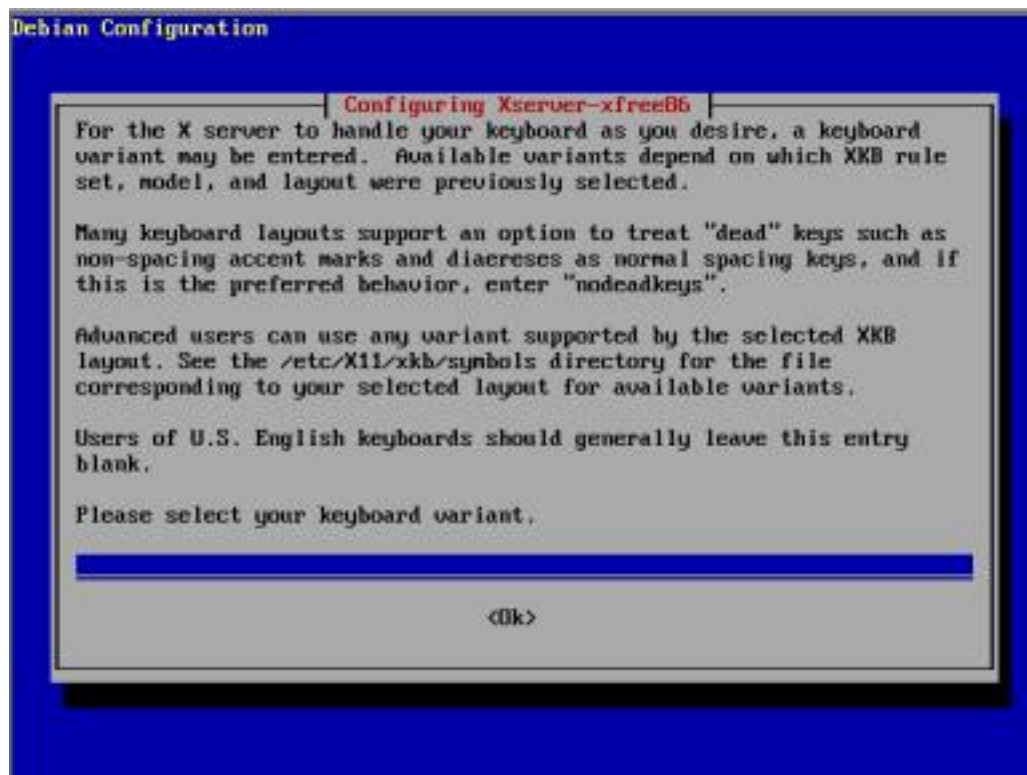 Debian Configuration
Configuring Xserver-xfree86
For the X server to handle your keyboard as you desire, a keyboard
variant may be entered.  Available variants depend on which XKB rule
set, model, and layout were previously selected.
Many keyboard layouts support an option to treat "dead" keys such as
non-spacing accent marks and diaereses as normal spacing keys, and if
this is the preferred behavior, enter "nodeadkeys".
Advanced users can use any variant supported by the selected XKB
layout. See the /etc/X11/xkb/symbols directory for the file
corresponding to your selected layout for available variants.
Users of U.S. English keyboards should generally leave this entry
blank.
Please select your keyboard variant.
<Ok>